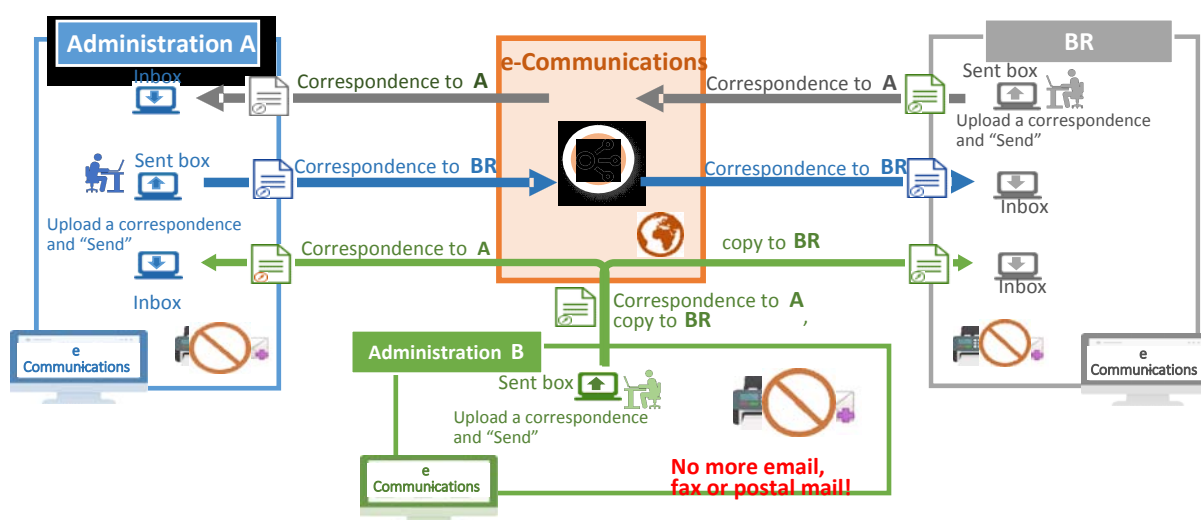 Administration A
BR
e-Communications
Inbox
Correspondence to A
Correspondence to A
Sent box
Upload a correspondence
and “Send”
Sent box
Correspondence to BR
Correspondence to BR
Inbox
Upload a correspondence
and “Send”
Correspondence to A
copy to BR
Inbox
Inbox
Correspondence to A
copy to BR ,
e
Communications
Administration B
e
Communications
Sent box
Upload a correspondence
and “Send”
No more email,
fax or postal mail!
e
Communications